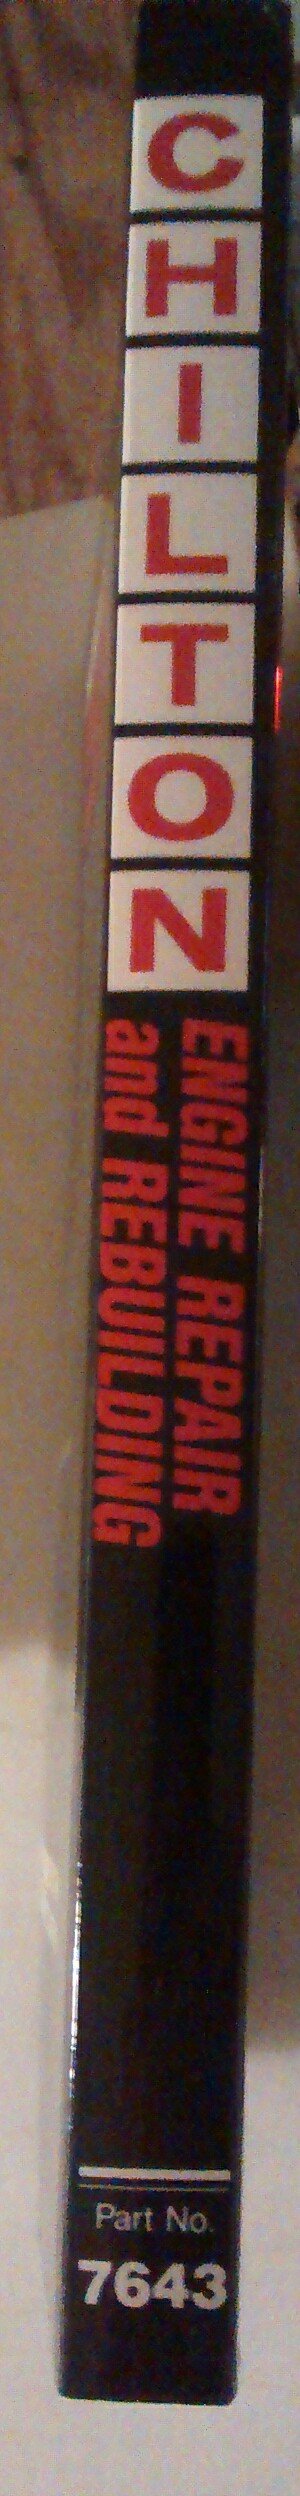 CHILTON
ENGINE REPAIR
and REBUILDING
Part No.
7643